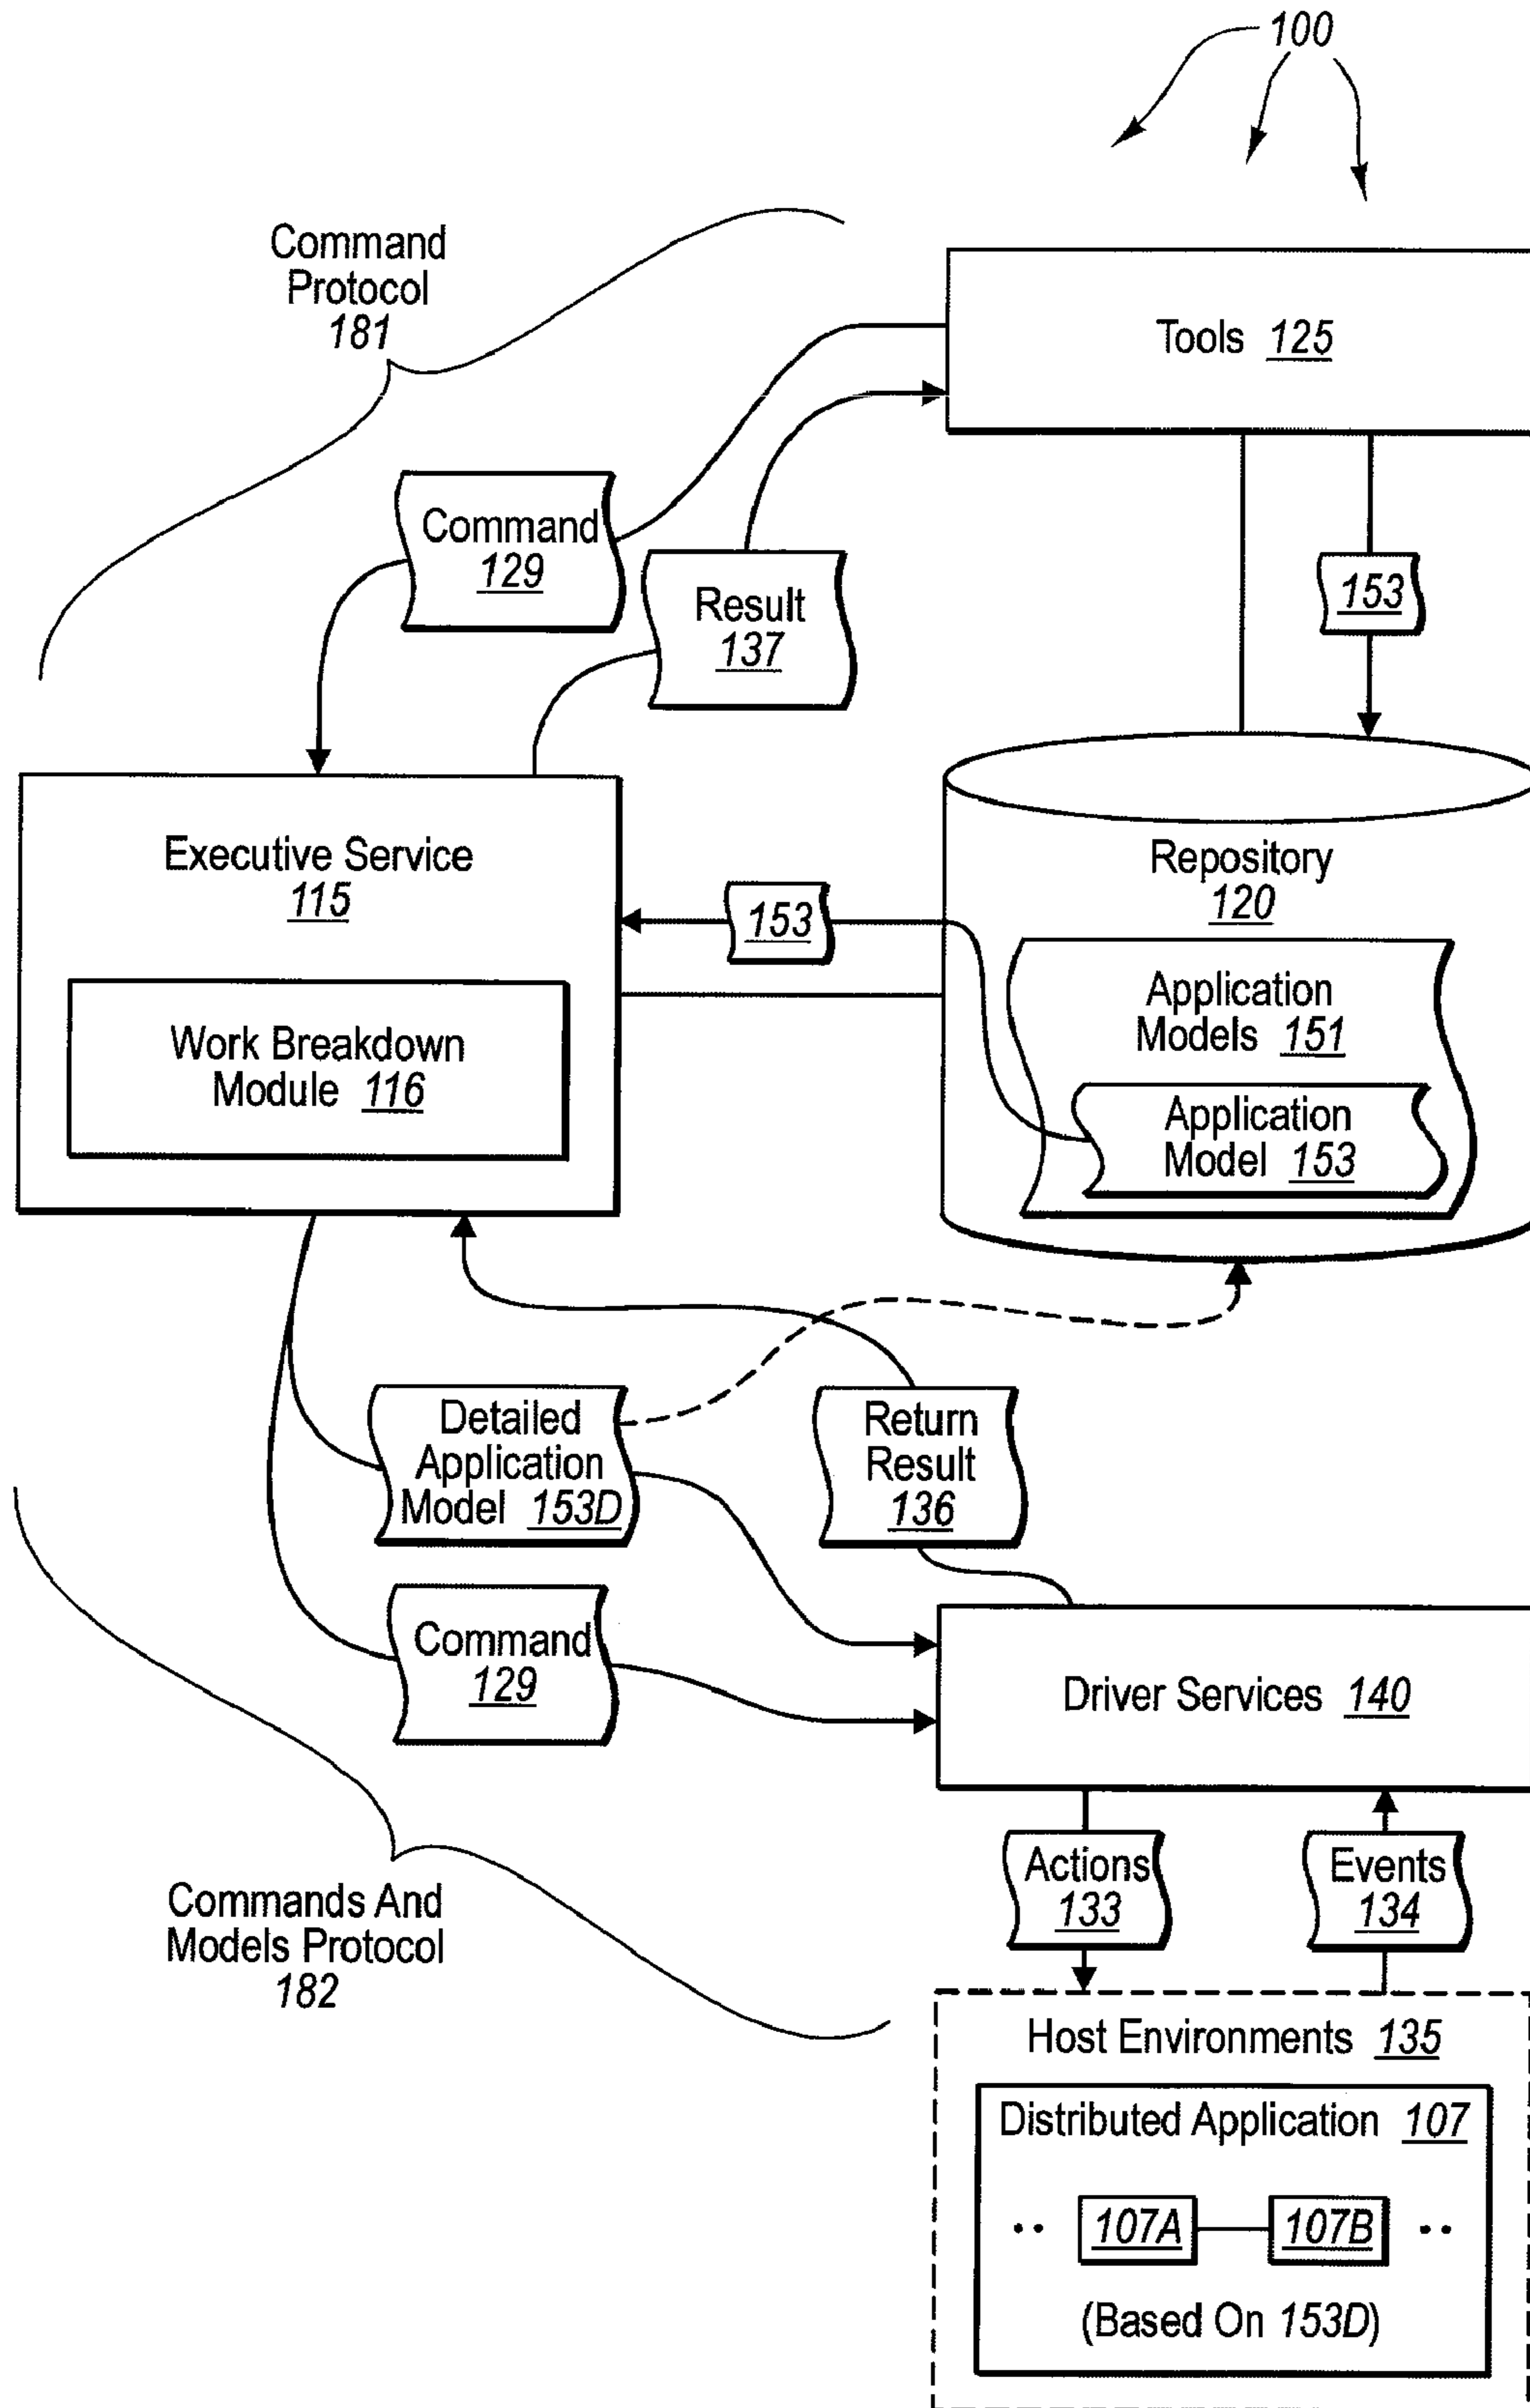 100
Command
Protocol
181
Tools 125
Command
129
Result
137
153
Executive Service
115
153
Repository
120
Work Breakdown
Module 116
Application
Models 151
Application
Model 153
Detailed
Application
Model 153D
Return
Result
136
Command
129
Driver Services 140
Commands And
Models Protocol
182
Actions
133
Events
134
Host Environments 135
Distributed Application 107
·· 107A 107B ··
(Based On 153D)